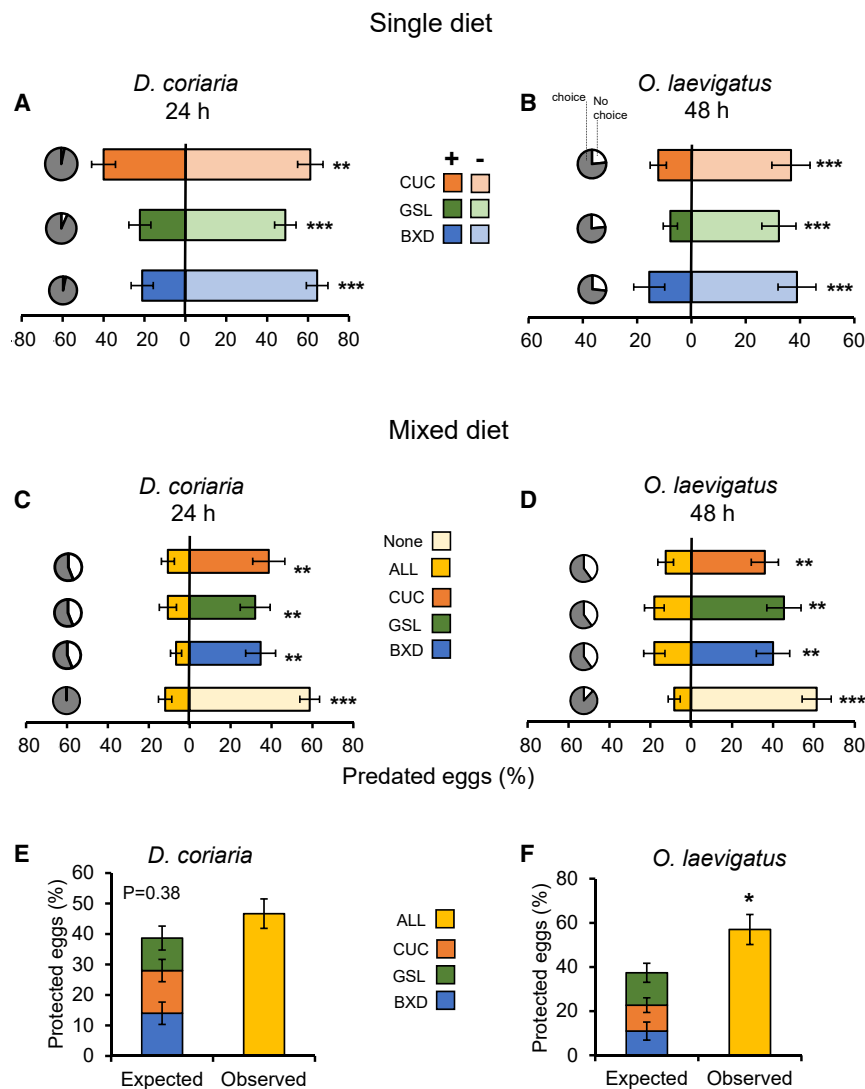 Single diet
A
D. coriaria
24 h
**
***
***
80 60 40 20 0 20 40 60 80
+ -
CUC
GSL
BXD
B
O. laevigatus
48 h
choice
No choice
***
***
***
60 40 20 0 20 40 60
Mixed diet
C
D. coriaria
24 h
**
**
**
***
80 60 40 20 0 20 40 60 80
None
ALL
CUC
GSL
BXD
D
O. laevigatus
48 h
**
**
**
***
80 60 40 20 0 20 40 60 80
Predated eggs (%)
E
D. coriaria
Protected eggs (%)
60
50
40
30
20
10
0
P=0.38
Expected Observed
ALL
CUC
GSL
BXD
F
O. laevigatus
Protected eggs (%)
80
60
40
20
0
*
Expected Observed